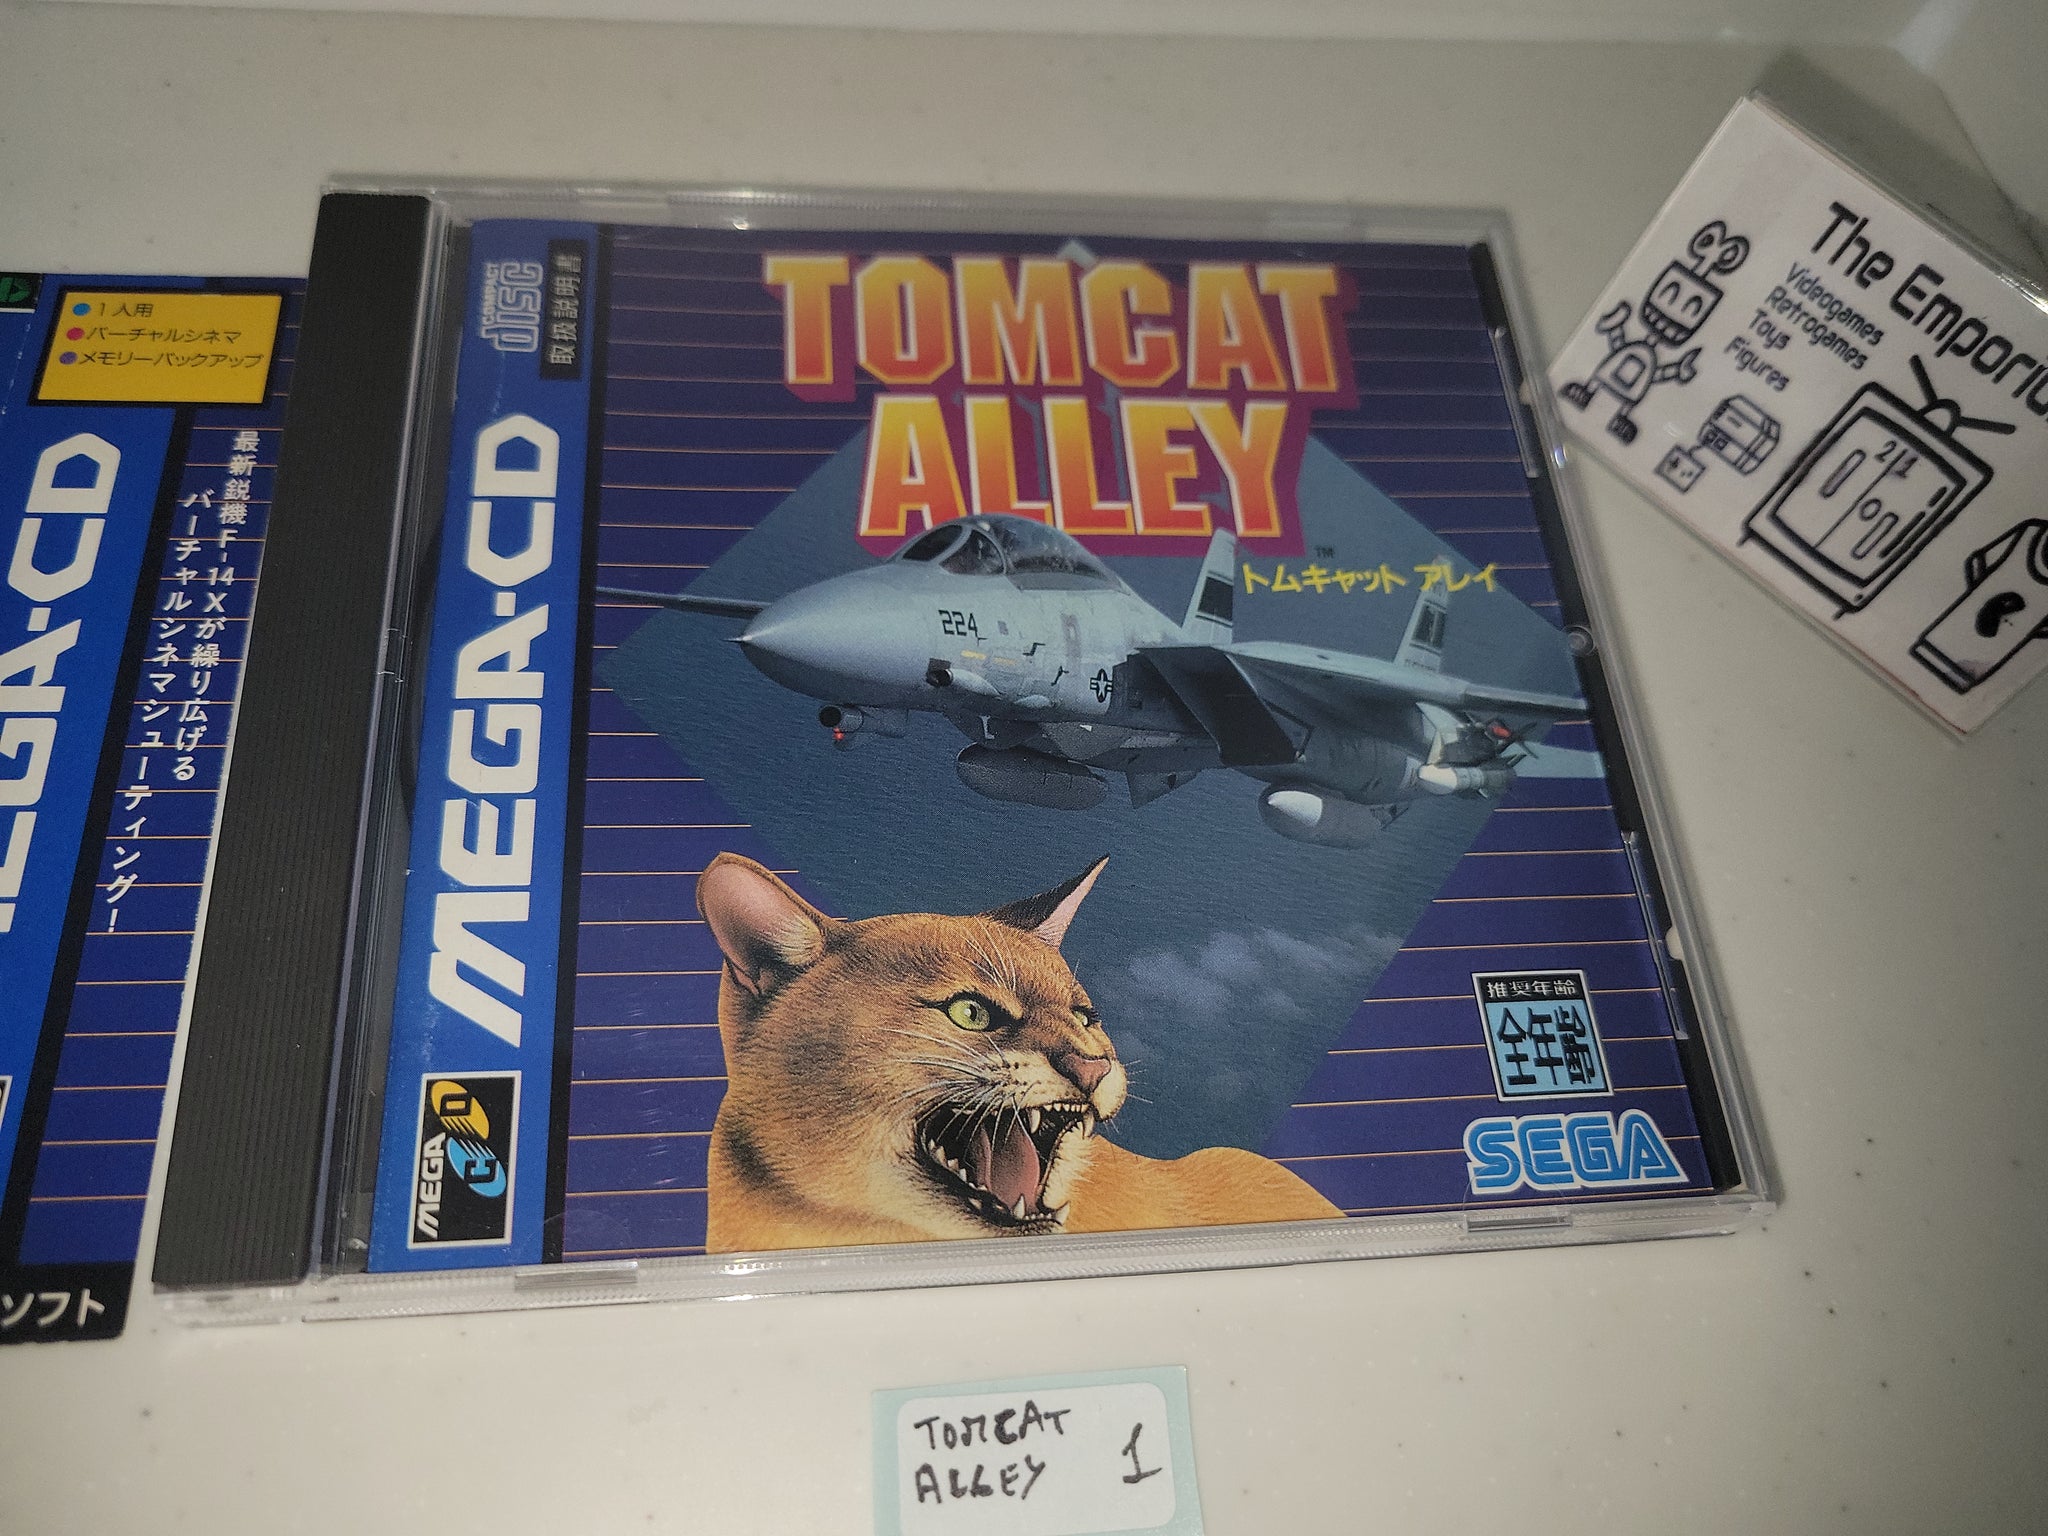 1人用
バーチャルシネマ
メモリーバックアップ
最新鋭機F-14Xが繰り広げる
バーチャルシネマシューティング!
ソフト
COMPACT
disc
取扱説明書
MEGA-CD
MEGA
CD
TOMCAT
ALLEY
TM
トムキャット アレイ
224
推奨年齢
全年齢
SEGA
The Emporium
Videogames
Retrogames
Toys
Figures
21
TOMCAT
ALLEY
1